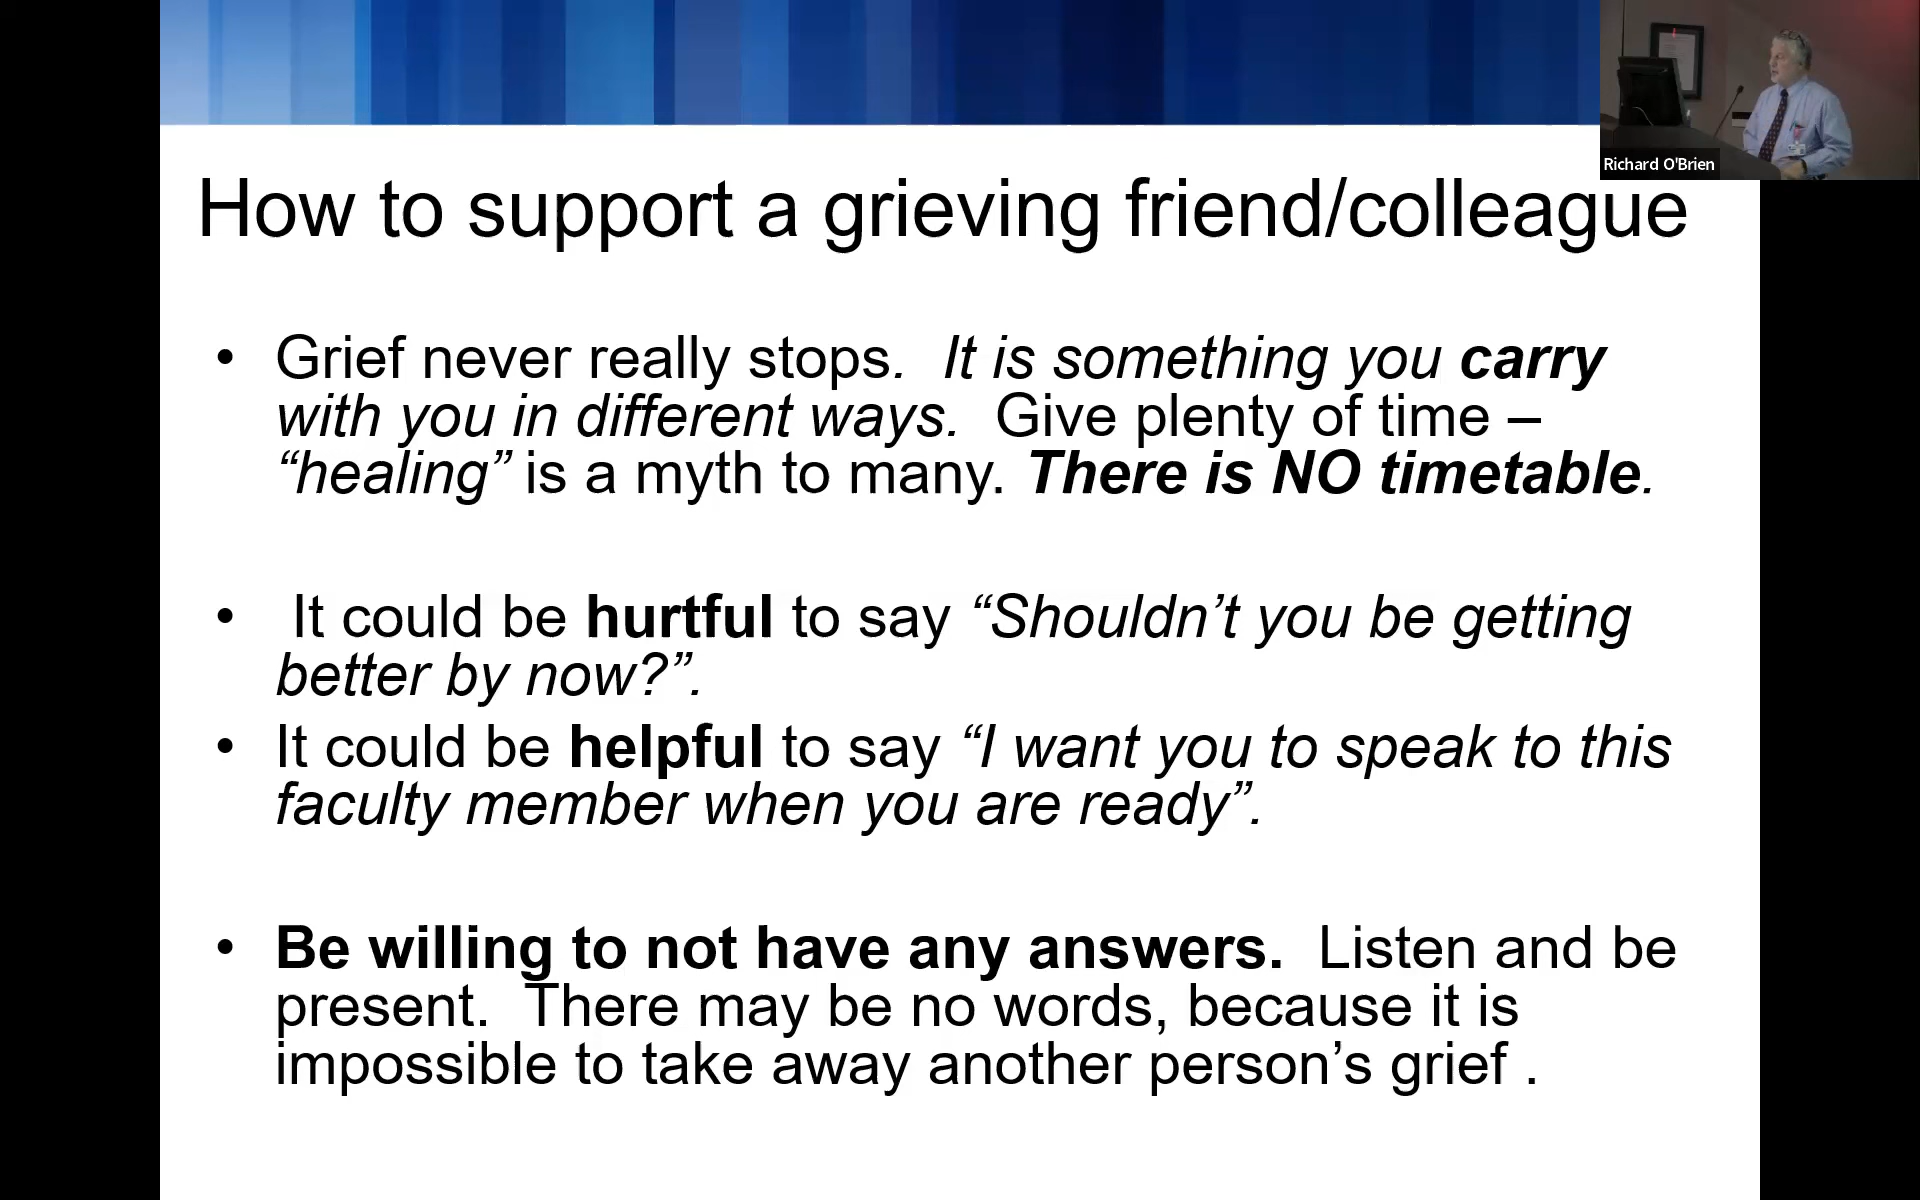 Richard O'Brien
How to support a grieving friend/colleague
• Grief never really stops.  It is something you carry
with you in different ways.  Give plenty of time –
“healing” is a myth to many. There is NO timetable.
•  It could be hurtful to say “Shouldn’t you be getting
better by now?”.
• It could be helpful to say “I want you to speak to this
faculty member when you are ready”.
• Be willing to not have any answers.  Listen and be
present.  There may be no words, because it is
impossible to take away another person’s grief .